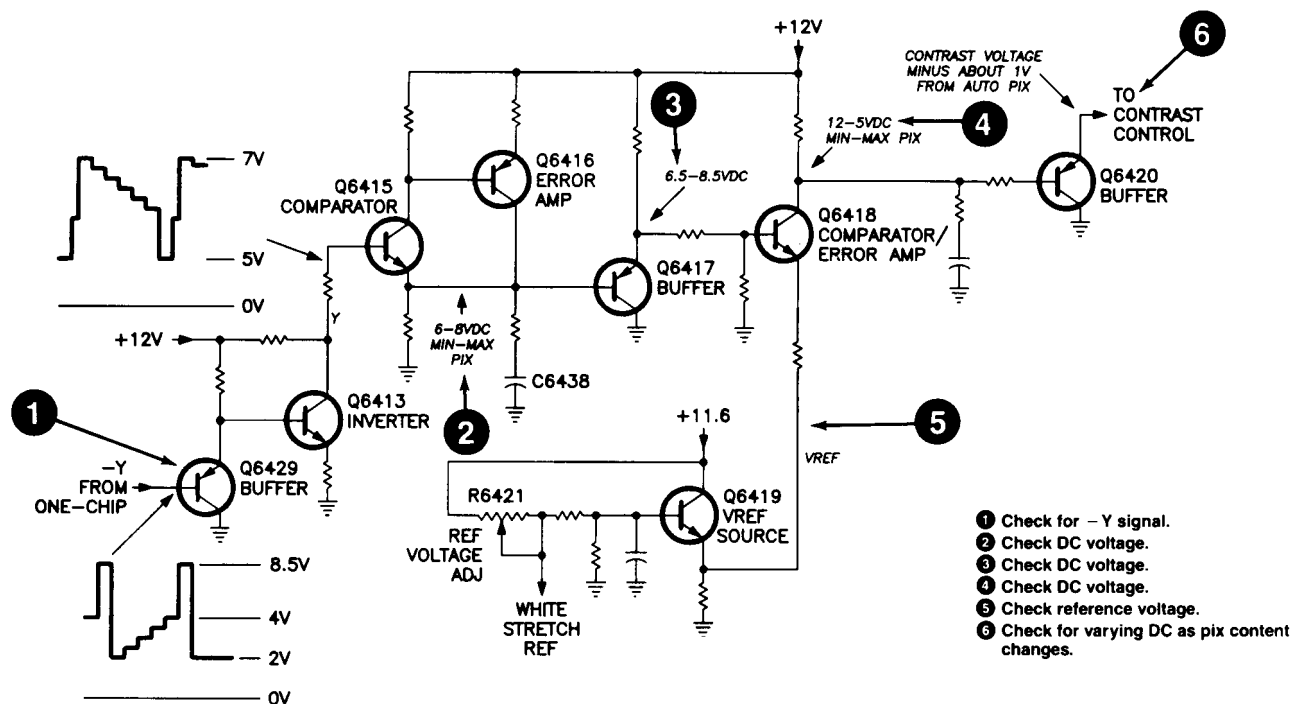 6
+12V
CONTRAST VOLTAGE
MINUS ABOUT 1V
FROM AUTO PIX
TO
CONTRAST
CONTROL
3
12–5VDC
MIN–MAX PIX
4
7V
5V
0V
Q6415
COMPARATOR
Q6416
ERROR
AMP
6.5–8.5VDC
Q6420
BUFFER
Q6418
COMPARATOR/
ERROR AMP
Q6417
BUFFER
Y
+12V
6–8VDC
MIN–MAX
PIX
C6438
1
Q6413
INVERTER
2
+11.6
5
VREF
–Y
FROM
ONE–CHIP
Q6429
BUFFER
R6421
REF
VOLTAGE
ADJ
Q6419
VREF
SOURCE
WHITE
STRETCH
REF
8.5V
4V
2V
0V
1 Check for – Y signal.
2 Check DC voltage.
3 Check DC voltage.
4 Check DC voltage.
5 Check reference voltage.
6 Check for varying DC as pix content
changes.